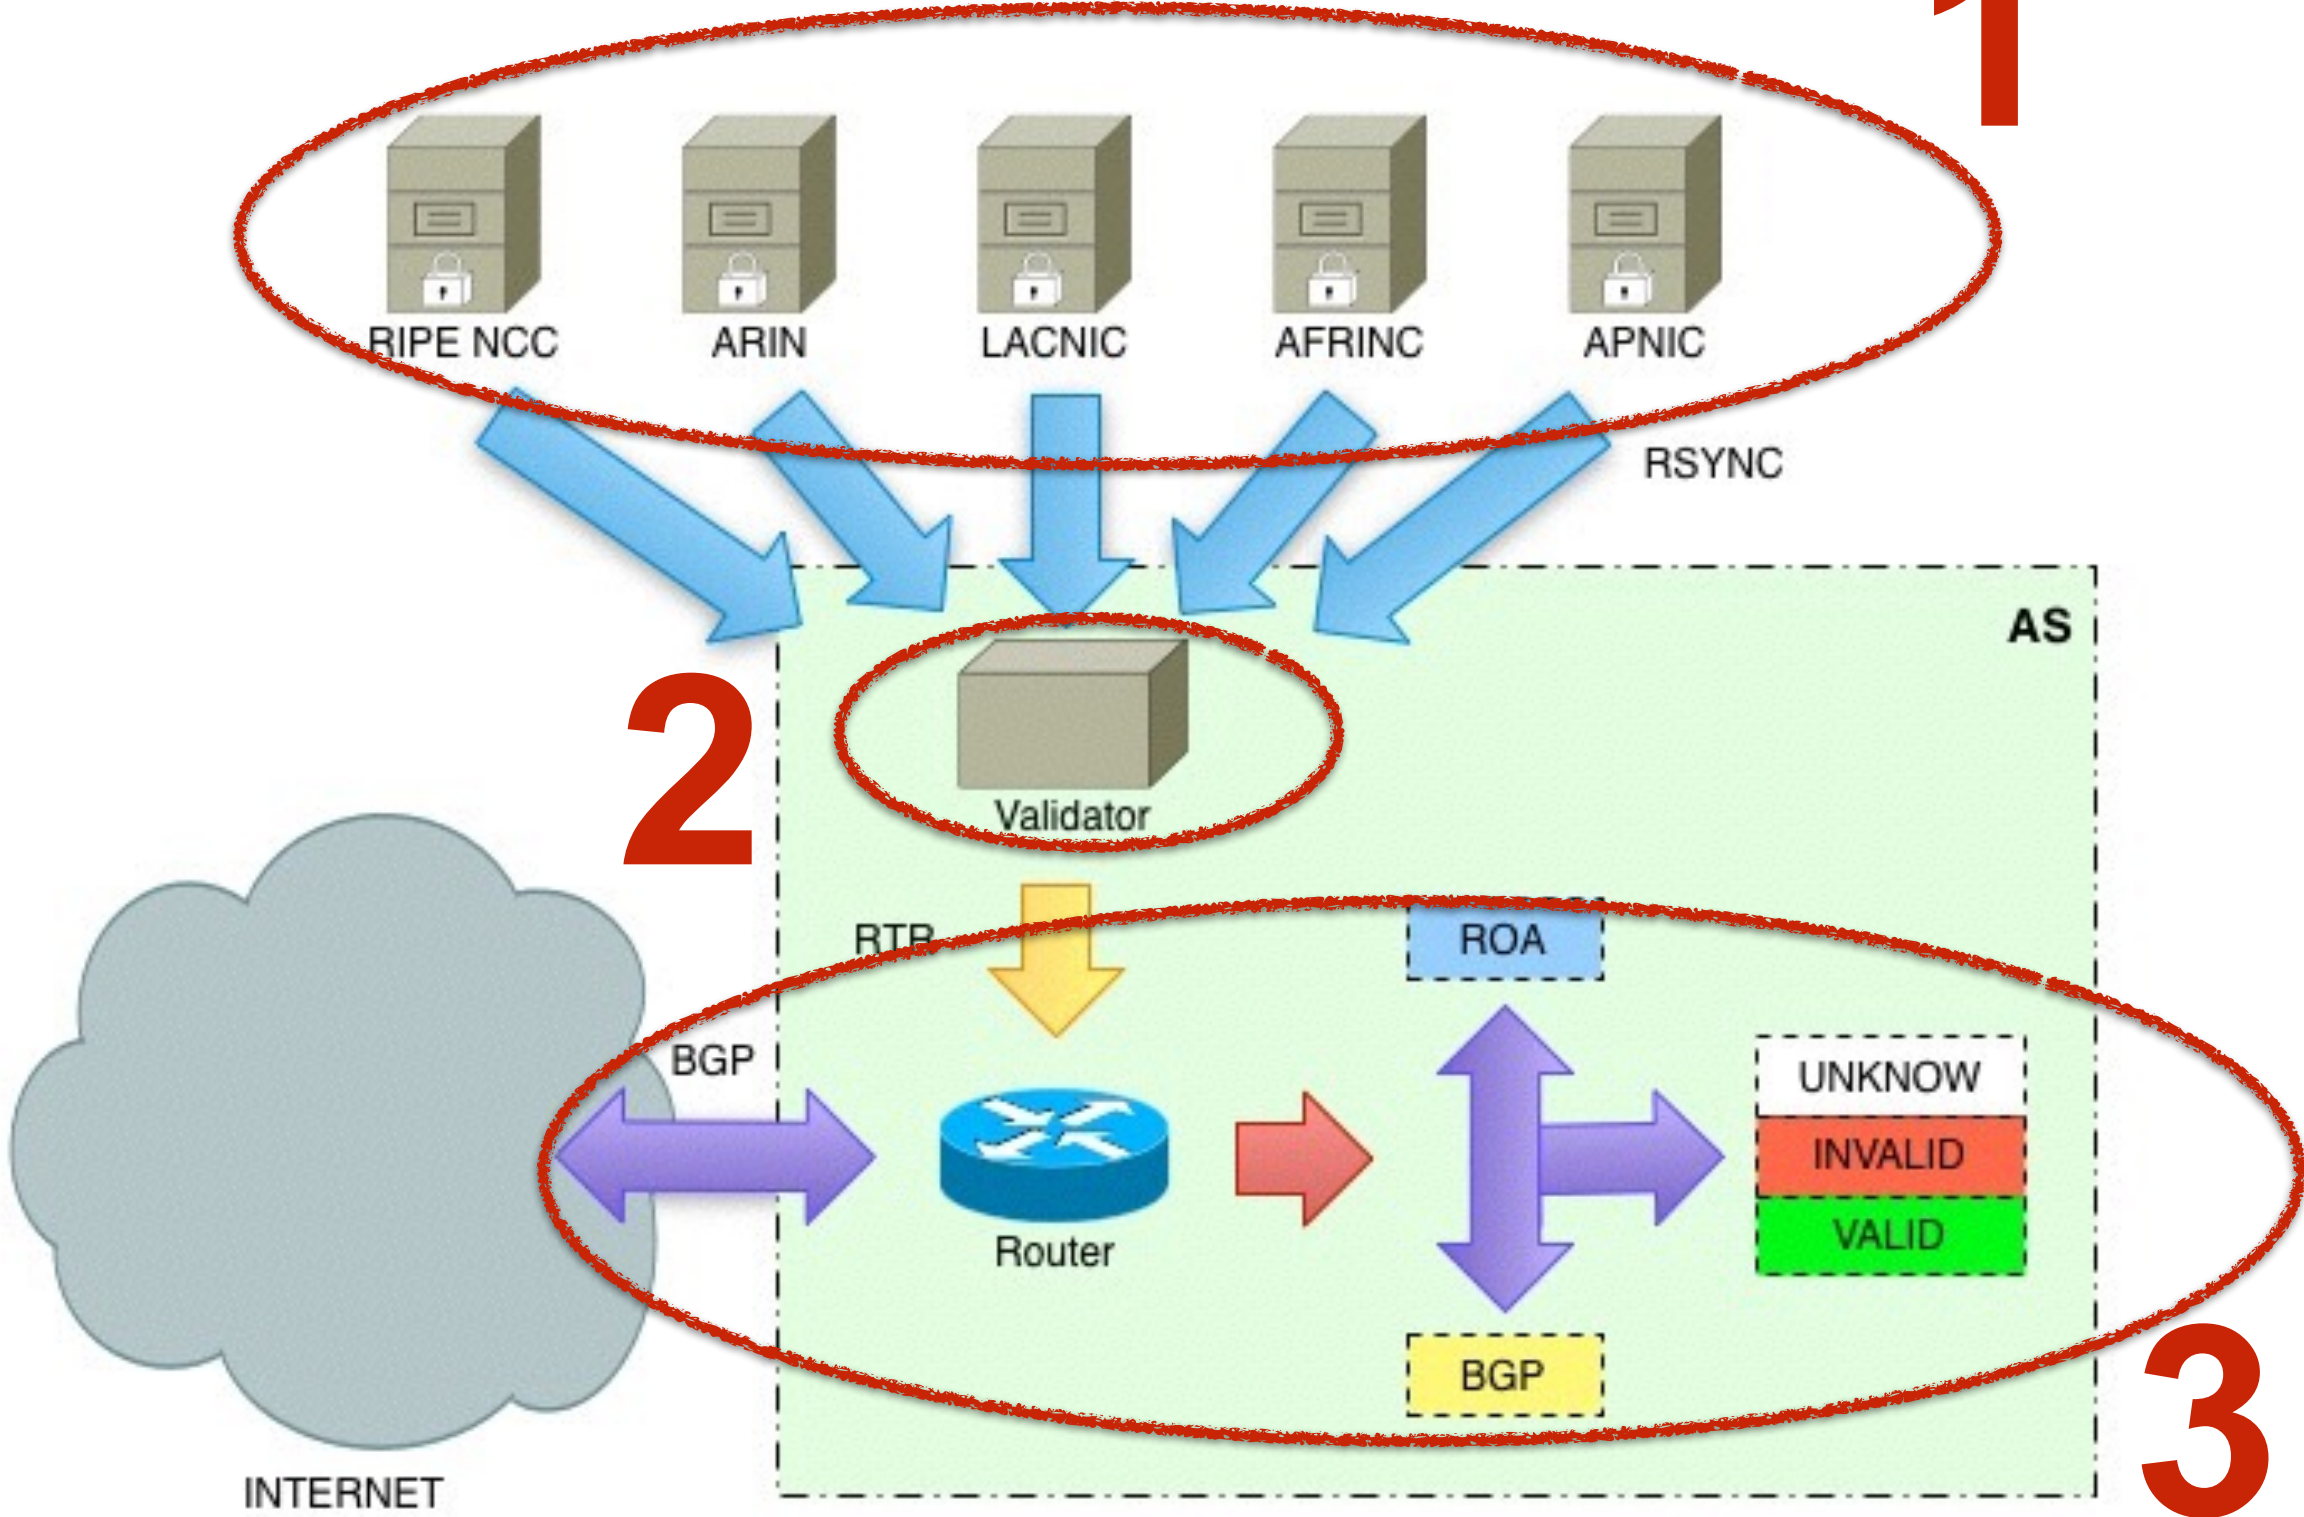 1
RIPE NCC
ARIN
LACNIC
AFRINC
APNIC
RSYNC
AS
2
Validator
RTR
ROA
BGP
UNKNOW
INVALID
VALID
Router
BGP
3
INTERNET